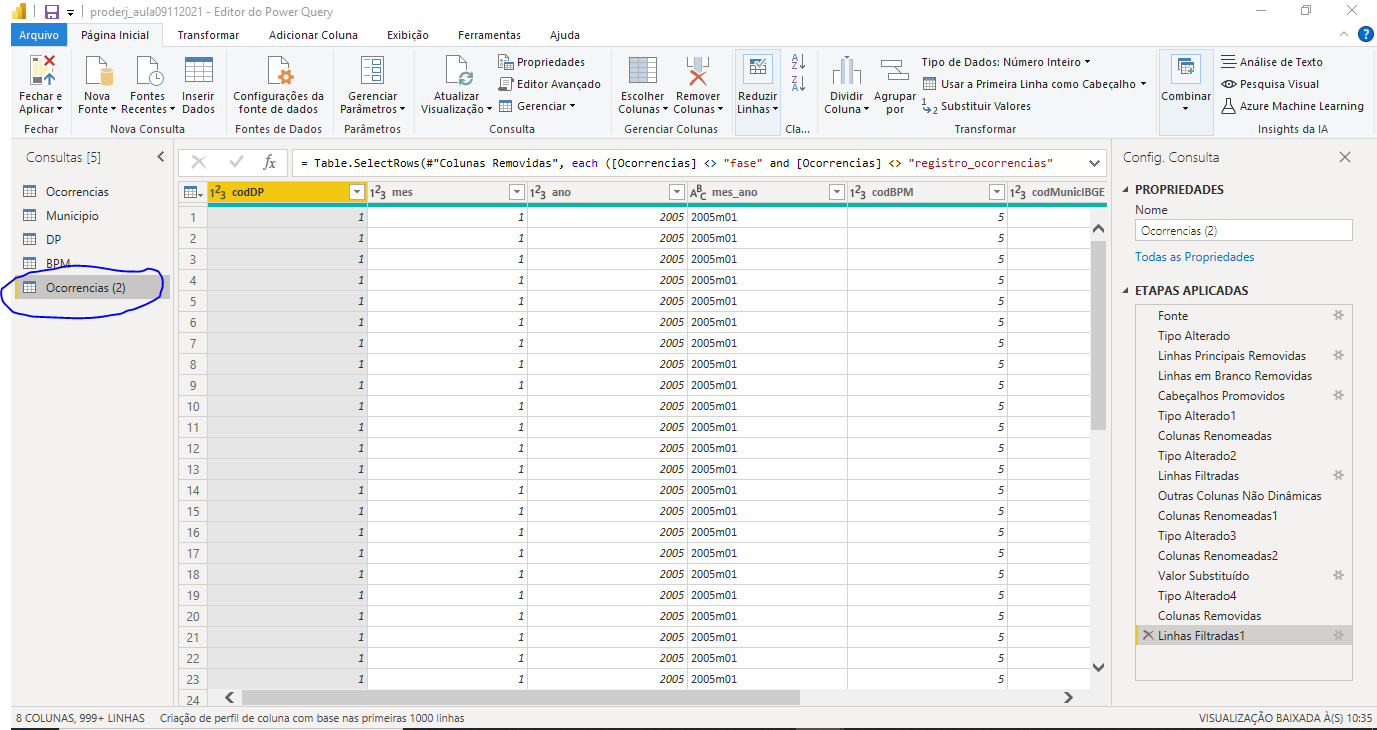 proderj_aula09112021 - Editor do Power Query
Arquivo Página Inicial Transformar Adicionar Coluna Exibição Ferramentas Ajuda
Fechar e Aplicar
Fechar
Nova Fonte
Fontes Recentes
Inserir Dados
Nova Consulta
Configurações da fonte de dados
Fontes de Dados
Gerenciar Parâmetros
Parâmetros
Atualizar Visualização
Propriedades
Editor Avançado
Gerenciar
Consulta
Escolher Colunas
Remover Colunas
Gerenciar Colunas
Reduzir Linhas
Cla...
Dividir Coluna
Agrupar por
Tipo de Dados: Número Inteiro
Usar a Primeira Linha como Cabeçalho
Substituir Valores
Transformar
Combinar
Análise de Texto
Pesquisa Visual
Azure Machine Learning
Insights da IA
Consultas [5]
Ocorrencias
Municipio
DP
BPM
Ocorrencias (2)
= Table.SelectRows(#"Colunas Removidas", each ([Ocorrencias] <> "fase" and [Ocorrencias] <> "registro_ocorrencias"
codDP mes ano mes_ano codBPM codMunicIBGE
1 1 1 2005 2005m01 5
2 1 1 2005 2005m01 5
3 1 1 2005 2005m01 5
4 1 1 2005 2005m01 5
5 1 1 2005 2005m01 5
6 1 1 2005 2005m01 5
7 1 1 2005 2005m01 5
8 1 1 2005 2005m01 5
9 1 1 2005 2005m01 5
10 1 1 2005 2005m01 5
11 1 1 2005 2005m01 5
12 1 1 2005 2005m01 5
13 1 1 2005 2005m01 5
14 1 1 2005 2005m01 5
15 1 1 2005 2005m01 5
16 1 1 2005 2005m01 5
17 1 1 2005 2005m01 5
18 1 1 2005 2005m01 5
19 1 1 2005 2005m01 5
20 1 1 2005 2005m01 5
21 1 1 2005 2005m01 5
22 1 1 2005 2005m01 5
23 1 1 2005 2005m01 5
24
Config. Consulta
PROPRIEDADES
Nome
Ocorrencias (2)
Todas as Propriedades
ETAPAS APLICADAS
Fonte
Tipo Alterado
Linhas Principais Removidas
Linhas em Branco Removidas
Cabeçalhos Promovidos
Tipo Alterado1
Colunas Renomeadas
Tipo Alterado2
Linhas Filtradas
Outras Colunas Não Dinâmicas
Colunas Renomeadas1
Tipo Alterado3
Colunas Renomeadas2
Valor Substituído
Tipo Alterado4
Colunas Removidas
Linhas Filtradas1
8 COLUNAS, 999+ LINHAS Criação de perfil de coluna com base nas primeiras 1000 linhas
VISUALIZAÇÃO BAIXADA À(S) 10:35